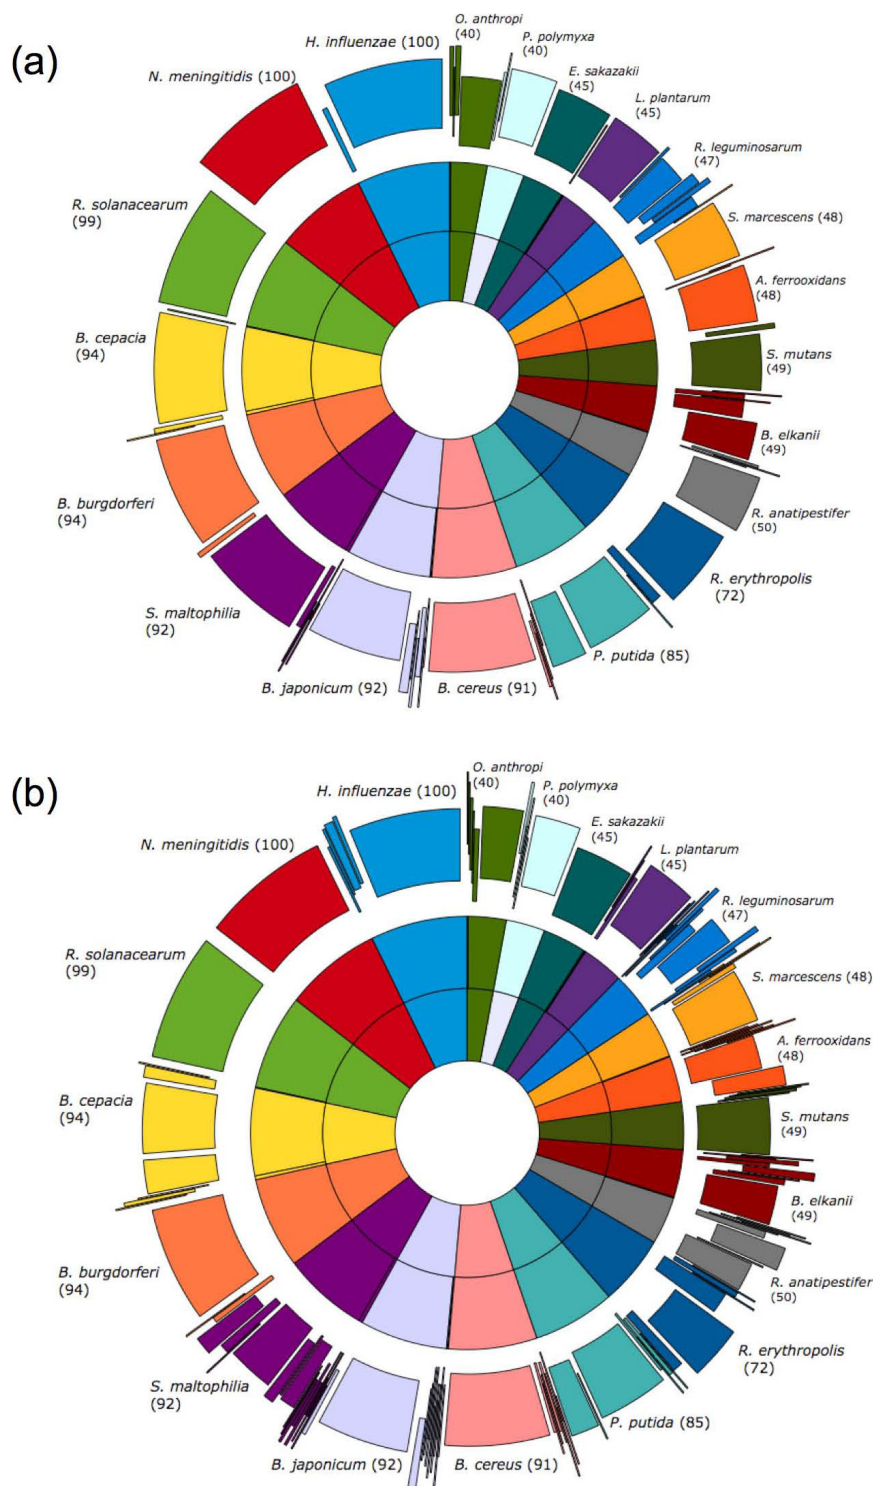 (a)
H. influenzae (100)
O. anthropi
(40)
P. polymyxa
(40)
E. sakazakii
(45)
L. plantarum
(45)
R. leguminosarum
(47)
S. marcescens (48)
A. ferrooxidans
(48)
S. mutans
(49)
B. elkanii
(49)
R. anatipestifer
(50)
R. erythropolis
(72)
P. putida (85)
B. cereus (91)
B. japonicum (92)
S. maltophilia
(92)
B. burgdorferi
(94)
B. cepacia
(94)
R. solanacearum
(99)
N. meningitidis (100)
(b)
H. influenzae (100)
O. anthropi
(40)
P. polymyxa
(40)
E. sakazakii
(45)
L. plantarum
(45)
R. leguminosarum
(47)
S. marcescens (48)
A. ferrooxidans
(48)
S. mutans
(49)
B. elkanii
(49)
R. anatipestifer
(50)
R. erythropolis
(72)
P. putida (85)
B. cereus (91)
B. japonicum (92)
S. maltophilia
(92)
B. burgdorferi
(94)
B. cepacia
(94)
R. solanacearum
(99)
N. meningitidis (100)